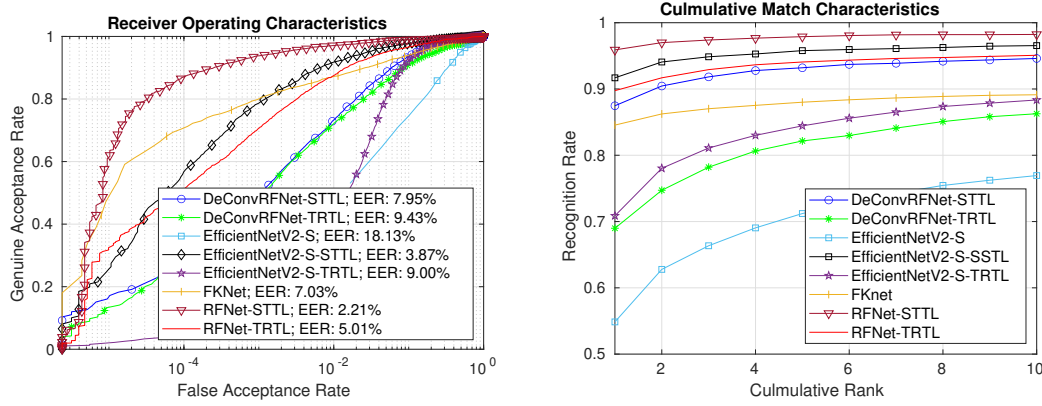 Receiver Operating Characteristics
Genuine Acceptance Rate
1
0.8
0.6
0.4
0.2
0
DeConvRFNet-STTL; EER: 7.95%
DeConvRFNet-TRTL; EER: 9.43%
EfficientNetV2-S; EER: 18.13%
EfficientNetV2-S-STTL; EER: 3.87%
EfficientNetV2-S-TRTL; EER: 9.00%
FKNet; EER: 7.03%
RFNet-STTL; EER: 2.21%
RFNet-TRTL; EER: 5.01%
10^-4
10^-2
10^0
False Acceptance Rate
Culmulative Match Characteristics
Recognition Rate
1
0.9
0.8
0.7
0.6
0.5
DeConvRFNet-STTL
DeConvRFNet-TRTL
EfficientNetV2-S
EfficientNetV2-S-SSTL
EfficientNetV2-S-TRTL
FKnet
RFNet-STTL
RFNet-TRTL
2
4
6
8
10
Culmulative Rank